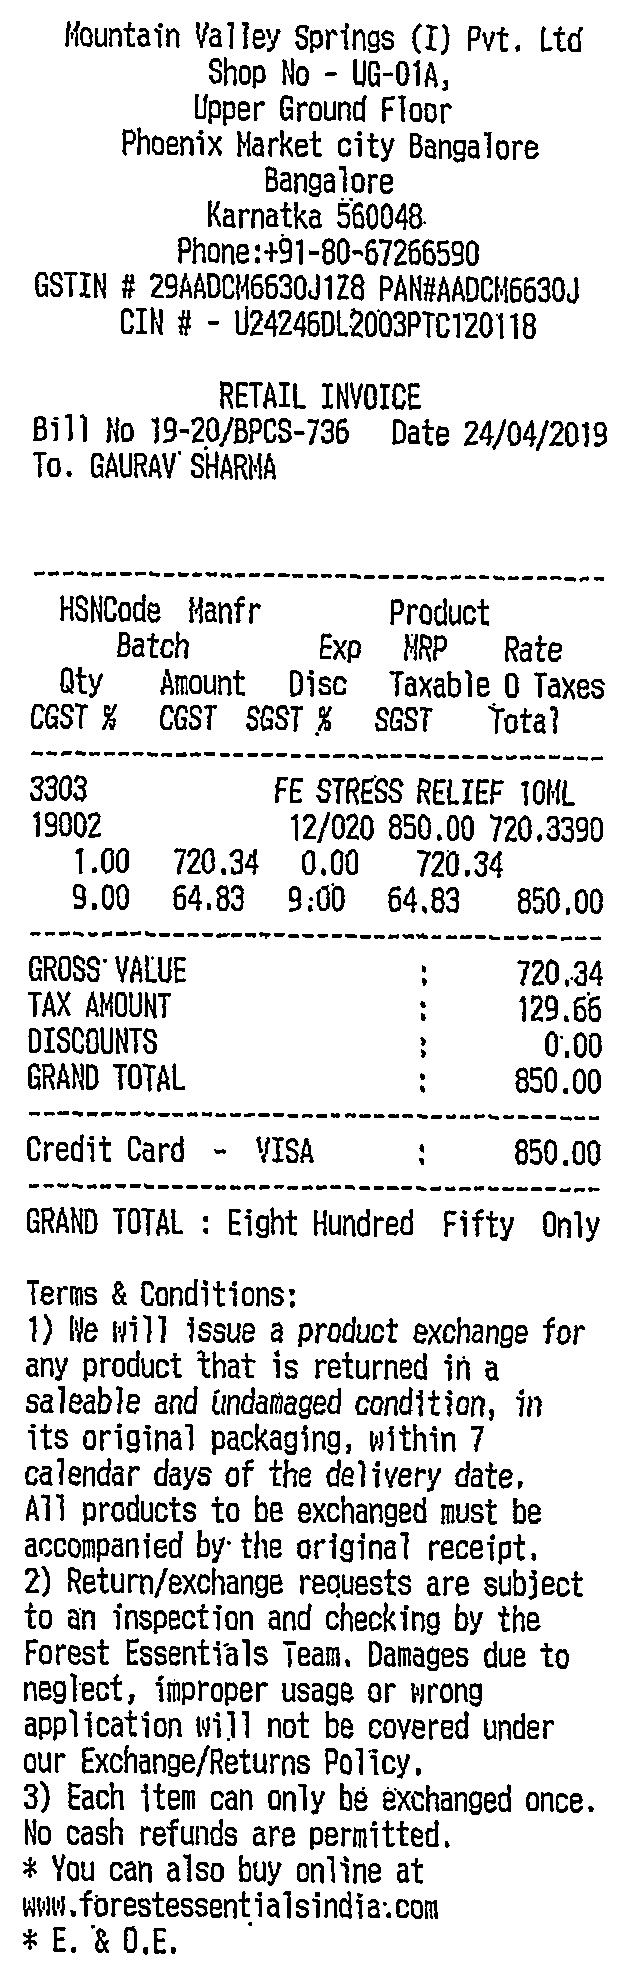 Mountain Valley Springs (I) Pvt. Ltd
Shop No - UG-01A,
Upper Ground Floor
Phoenix Market city Bangalore
Bangalore
Karnatka 560048
Phone:+91-80-67266590
GSTIN # 29AADCM6630J1Z8 PAN#AADCM6630J
CIN # - U24246DL2003PTC120118
RETAIL INVOICE
Bill No 19-20/BPCS-736 Date 24/04/2019
To. GAURAV SHARMA
HSNCode Manfr Product
Batch Exp MRP Rate
Qty Amount Disc Taxable O Taxes
CGST % CGST SGST % SGST Total
3303 FE STRESS RELIEF 10ML
19002 12/020 850.00 720.3390
1.00 720.34 0.00 720.34
9.00 64.83 9.00 64.83 850.00
GROSS VALUE : 720.34
TAX AMOUNT : 129.66
DISCOUNTS : 0.00
GRAND TOTAL : 850.00
Credit Card - VISA : 850.00
GRAND TOTAL : Eight Hundred Fifty Only
Terms & Conditions:
1) We will issue a product exchange for
any product that is returned in a
saleable and undamaged condition, in
its original packaging, within 7
calendar days of the delivery date.
All products to be exchanged must be
accompanied by the original receipt.
2) Return/exchange requests are subject
to an inspection and checking by the
Forest Essentials Team. Damages due to
neglect, improper usage or wrong
application will not be covered under
our Exchange/Returns Policy.
3) Each item can only be exchanged once.
No cash refunds are permitted.
* You can also buy online at
www.forestessentialsindia.com
* E. & O.E.